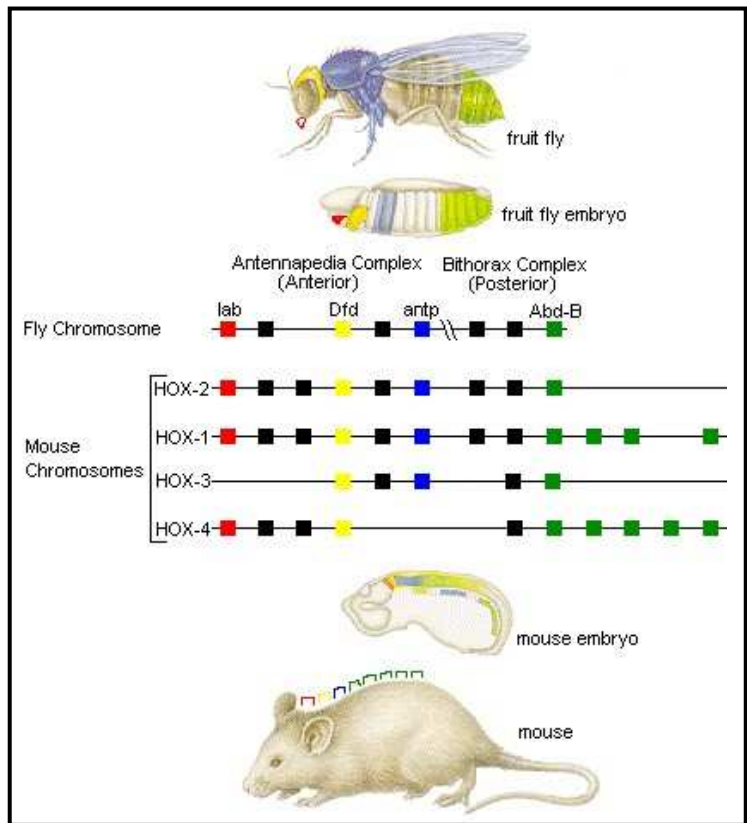 fruit fly
fruit fly embryo
Antennapedia Complex
(Anterior)
Bithorax Complex
(Posterior)
lab
Dfd
antp
Abd-B
Fly Chromosome
Mouse
Chromosomes
HOX-2
HOX-1
HOX-3
HOX-4
mouse embryo
mouse